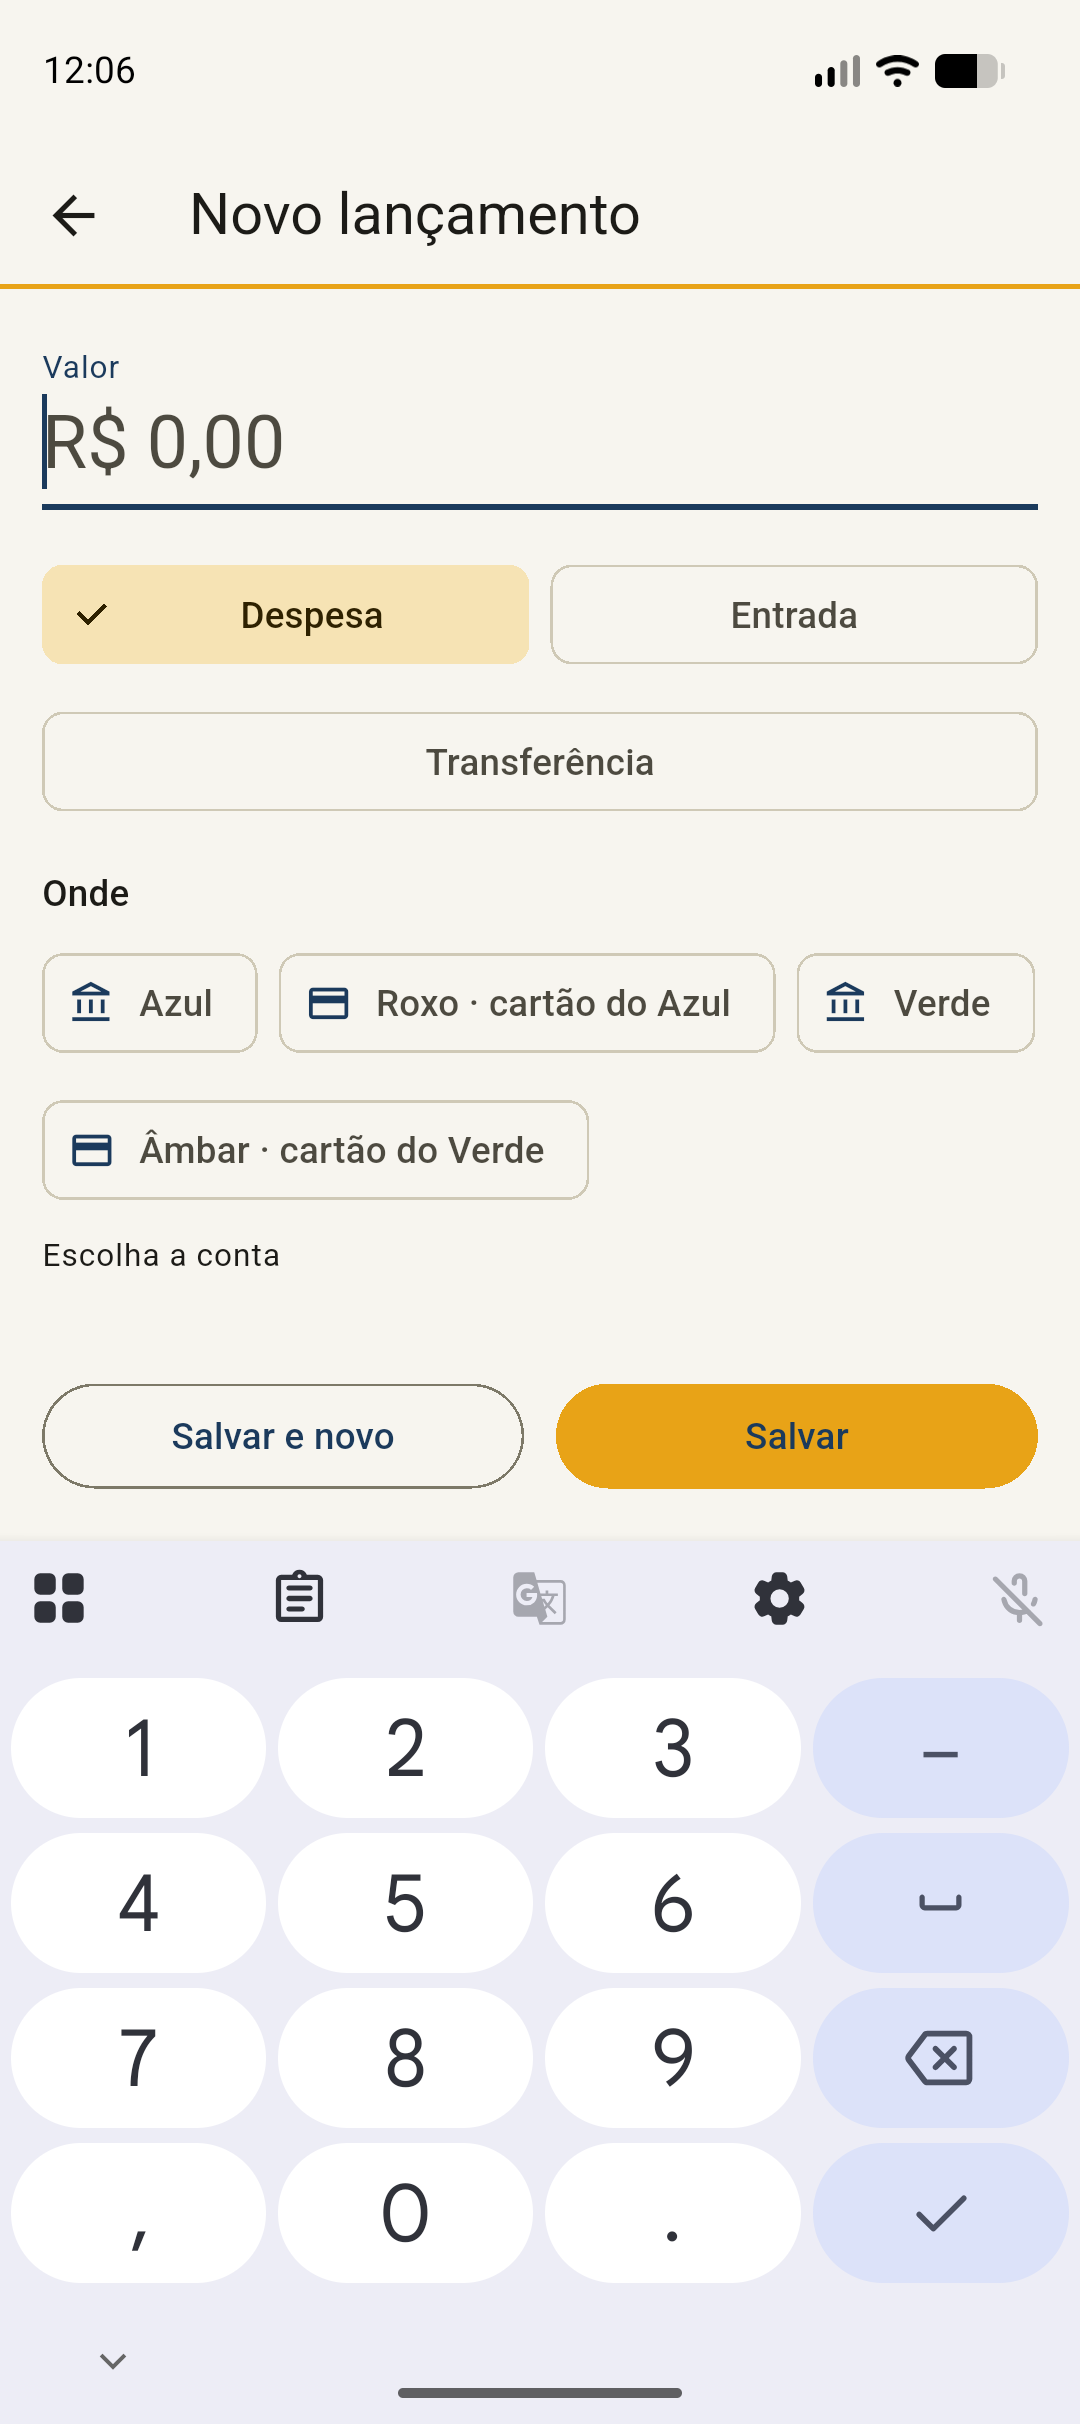 12:06
Novo lançamento
Valor
R$ 0,00
Despesa
Entrada
Transferência
Onde
Azul
Roxo · cartão do Azul
Verde
Âmbar · cartão do Verde
Escolha a conta
Salvar e novo
Salvar
1 2 3 –
4 5 6
7 8 9
, 0 .